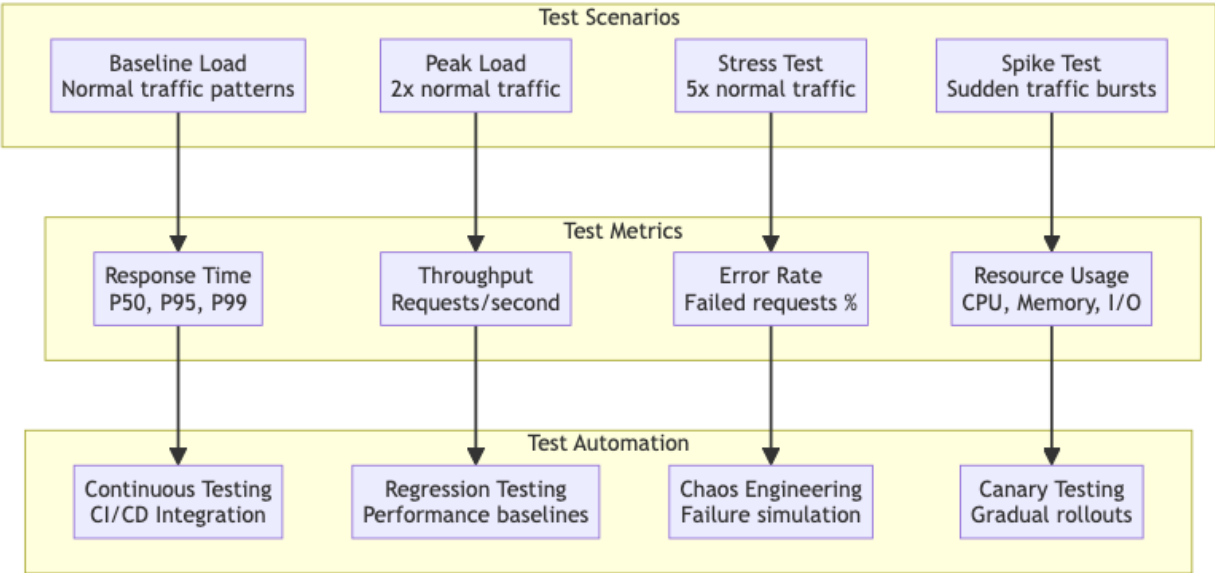 Test Scenarios
Baseline Load
Normal traffic patterns
Peak Load
2x normal traffic
Stress Test
5x normal traffic
Spike Test
Sudden traffic bursts
Test Metrics
Response Time
P50, P95, P99
Throughput
Requests/second
Error Rate
Failed requests %
Resource Usage
CPU, Memory, I/O
Test Automation
Continuous Testing
CI/CD Integration
Regression Testing
Performance baselines
Chaos Engineering
Failure simulation
Canary Testing
Gradual rollouts